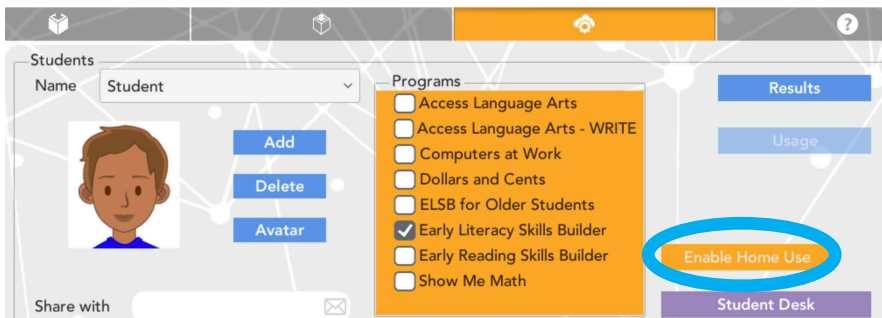 ?
Students
Name Student
Add
Delete
Avatar
Share with
Programs
Access Language Arts
Access Language Arts - WRITE
Computers at Work
Dollars and Cents
ELSB for Older Students
Early Literacy Skills Builder
Early Reading Skills Builder
Show Me Math
Results
Usage
Enable Home Use
Student Desk